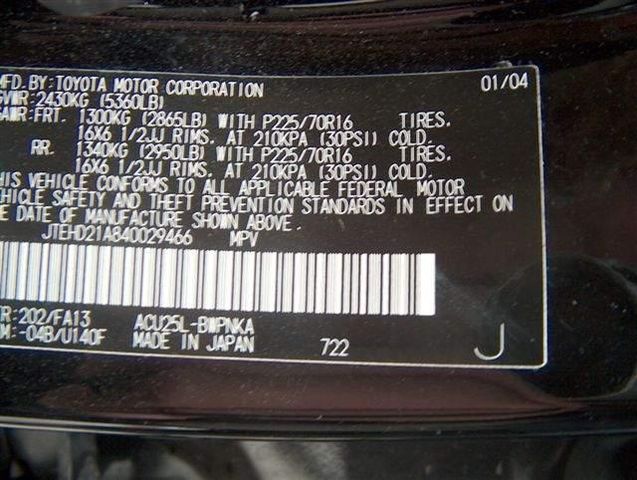 MFD. BY: TOYOTA MOTOR CORPORATION 01/04
GVWR: 2430KG (5360LB)
GAWR: FRT. 1300KG (2865LB) WITH P225/70R16 TIRES.
16X6 1/2JJ RIMS. AT 210KPA (30PSI) COLD.
RR. 1340KG (2950LB) WITH P225/70R16 TIRES.
16X6 1/2JJ RIMS. AT 210KPA (30PSI) COLD.
THIS VEHICLE CONFORMS TO ALL APPLICABLE FEDERAL MOTOR
VEHICLE SAFETY AND THEFT PREVENTION STANDARDS IN EFFECT ON
HE DATE OF MANUFACTURE SHOWN ABOVE.
JTEHD21A840029466 MPV
TR: 202/FA13 ACU25L-BWPNKA
M:-04B/U140F MADE IN JAPAN 722 J